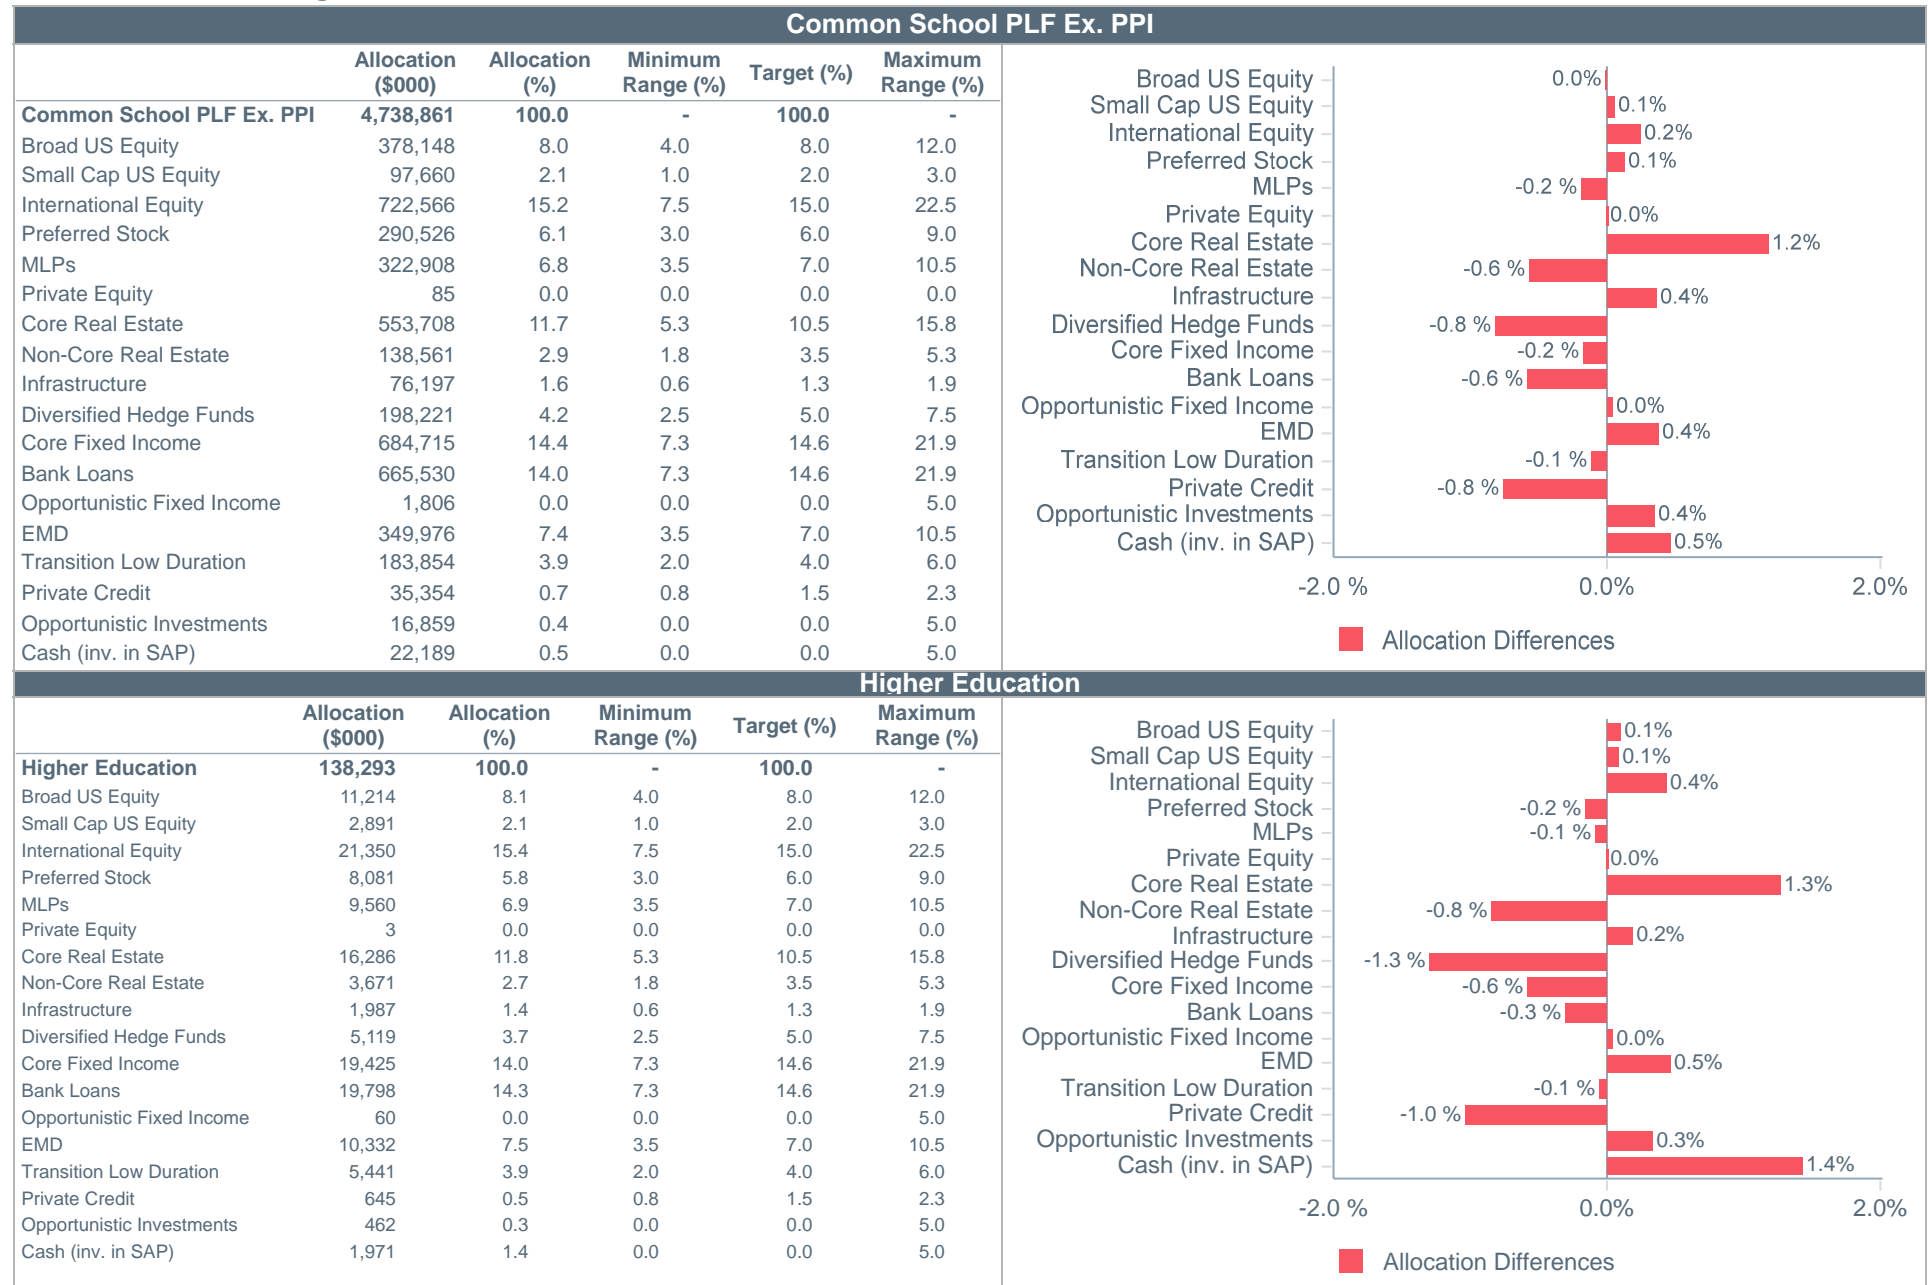 Common School PLF Ex. PPI
Allocation ($000) Allocation (%) Minimum Range (%) Target (%) Maximum Range (%)
Common School PLF Ex. PPI 4,738,861 100.0 - 100.0 -
Broad US Equity 378,148 8.0 4.0 8.0 12.0
Small Cap US Equity 97,660 2.1 1.0 2.0 3.0
International Equity 722,566 15.2 7.5 15.0 22.5
Preferred Stock 290,526 6.1 3.0 6.0 9.0
MLPs 322,908 6.8 3.5 7.0 10.5
Private Equity 85 0.0 0.0 0.0 0.0
Core Real Estate 553,708 11.7 5.3 10.5 15.8
Non-Core Real Estate 138,561 2.9 1.8 3.5 5.3
Infrastructure 76,197 1.6 0.6 1.3 1.9
Diversified Hedge Funds 198,221 4.2 2.5 5.0 7.5
Core Fixed Income 684,715 14.4 7.3 14.6 21.9
Bank Loans 665,530 14.0 7.3 14.6 21.9
Opportunistic Fixed Income 1,806 0.0 0.0 0.0 5.0
EMD 349,976 7.4 3.5 7.0 10.5
Transition Low Duration 183,854 3.9 2.0 4.0 6.0
Private Credit 35,354 0.7 0.8 1.5 2.3
Opportunistic Investments 16,859 0.4 0.0 0.0 5.0
Cash (inv. in SAP) 22,189 0.5 0.0 0.0 5.0
Broad US Equity 0.0%
Small Cap US Equity 0.1%
International Equity 0.2%
Preferred Stock 0.1%
MLPs -0.2 %
Private Equity 0.0%
Core Real Estate 1.2%
Non-Core Real Estate -0.6 %
Infrastructure 0.4%
Diversified Hedge Funds -0.8 %
Core Fixed Income -0.2 %
Bank Loans -0.6 %
Opportunistic Fixed Income 0.0%
EMD 0.4%
Transition Low Duration -0.1 %
Private Credit -0.8 %
Opportunistic Investments 0.4%
Cash (inv. in SAP) 0.5%
-2.0 % 0.0% 2.0%
Allocation Differences
Higher Education
Allocation ($000) Allocation (%) Minimum Range (%) Target (%) Maximum Range (%)
Higher Education 138,293 100.0 - 100.0 -
Broad US Equity 11,214 8.1 4.0 8.0 12.0
Small Cap US Equity 2,891 2.1 1.0 2.0 3.0
International Equity 21,350 15.4 7.5 15.0 22.5
Preferred Stock 8,081 5.8 3.0 6.0 9.0
MLPs 9,560 6.9 3.5 7.0 10.5
Private Equity 3 0.0 0.0 0.0 0.0
Core Real Estate 16,286 11.8 5.3 10.5 15.8
Non-Core Real Estate 3,671 2.7 1.8 3.5 5.3
Infrastructure 1,987 1.4 0.6 1.3 1.9
Diversified Hedge Funds 5,119 3.7 2.5 5.0 7.5
Core Fixed Income 19,425 14.0 7.3 14.6 21.9
Bank Loans 19,798 14.3 7.3 14.6 21.9
Opportunistic Fixed Income 60 0.0 0.0 0.0 5.0
EMD 10,332 7.5 3.5 7.0 10.5
Transition Low Duration 5,441 3.9 2.0 4.0 6.0
Private Credit 645 0.5 0.8 1.5 2.3
Opportunistic Investments 462 0.3 0.0 0.0 5.0
Cash (inv. in SAP) 1,971 1.4 0.0 0.0 5.0
Broad US Equity 0.1%
Small Cap US Equity 0.1%
International Equity 0.4%
Preferred Stock -0.2 %
MLPs -0.1 %
Private Equity 0.0%
Core Real Estate 1.3%
Non-Core Real Estate -0.8 %
Infrastructure 0.2%
Diversified Hedge Funds -1.3 %
Core Fixed Income -0.6 %
Bank Loans -0.3 %
Opportunistic Fixed Income 0.0%
EMD 0.5%
Transition Low Duration -0.1 %
Private Credit -1.0 %
Opportunistic Investments 0.3%
Cash (inv. in SAP) 1.4%
-2.0 % 0.0% 2.0%
Allocation Differences